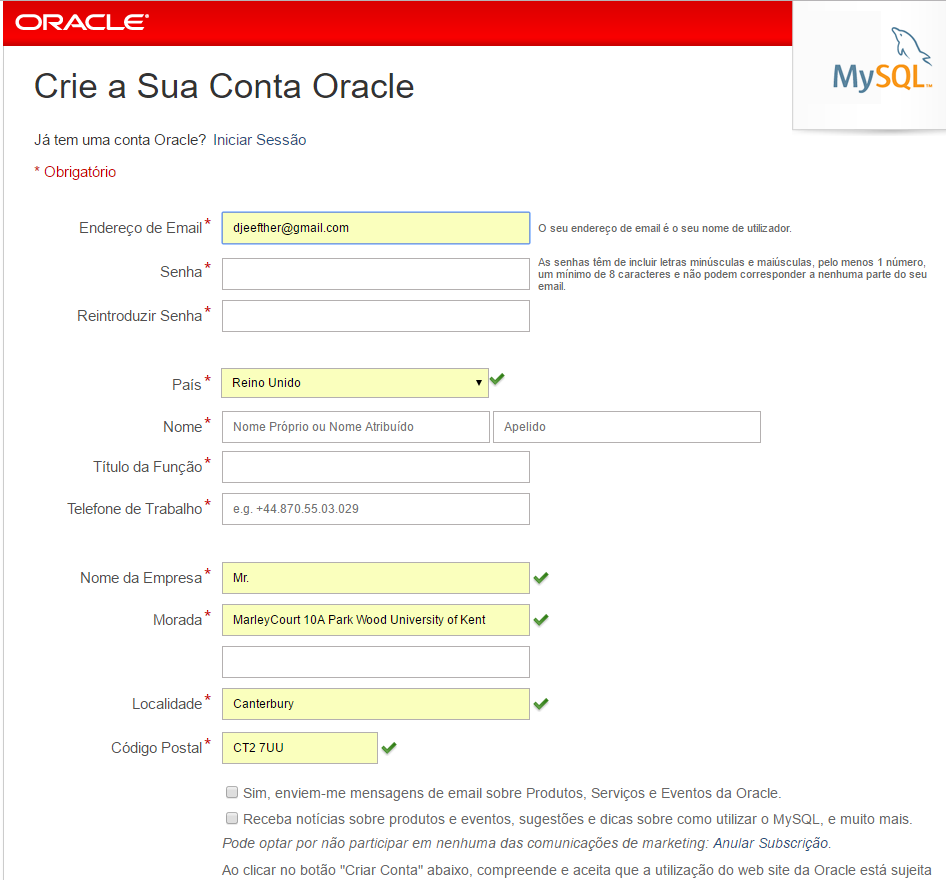 ORACLE®
MySQL™
Crie a Sua Conta Oracle
Já tem uma conta Oracle? Iniciar Sessão
* Obrigatório
Endereço de Email* djeefther@gmail.com O seu endereço de email é o seu nome de utilizador.
Senha* As senhas têm de incluir letras minúsculas e maiúsculas, pelo menos 1 número,
um mínimo de 8 caracteres e não podem corresponder a nenhuma parte do seu
email.
Reintroduzir Senha*
País* Reino Unido
Nome* Nome Próprio ou Nome Atribuído Apelido
Título da Função*
Telefone de Trabalho* e.g. +44.870.55.03.029
Nome da Empresa* Mr.
Morada* MarleyCourt 10A Park Wood University of Kent
Localidade* Canterbury
Código Postal* CT2 7UU
Sim, enviem-me mensagens de email sobre Produtos, Serviços e Eventos da Oracle.
Receba notícias sobre produtos e eventos, sugestões e dicas sobre como utilizar o MySQL, e muito mais.
Pode optar por não participar em nenhuma das comunicações de marketing: Anular Subscrição.
Ao clicar no botão "Criar Conta" abaixo, compreende e aceita que a utilização do web site da Oracle está sujeita